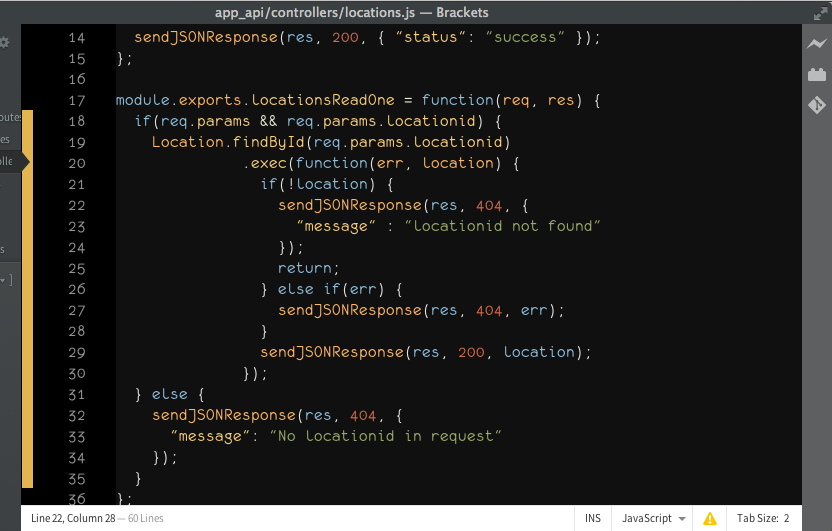 app_api/controllers/locations.js — Brackets
14 sendJSONResponse(res, 200, { "status": "success" });
15 };
16
17 module.exports.LocationsReadOne = function(req, res) {
18 if(req.params && req.params.locationid) {
19 Location.findById(req.params.locationid)
20 .exec(function(err, location) {
21 if(!location) {
22 sendJSONResponse(res, 404, {
23 "message" : "locationid not found"
24 });
25 return;
26 } else if(err) {
27 sendJSONResponse(res, 404, err);
28 }
29 sendJSONResponse(res, 200, location);
30 });
31 } else {
32 sendJSONResponse(res, 404, {
33 "message": "No locationid in request"
34 });
35 }
36 };
Line 22, Column 28 — 60 Lines
INS
JavaScript
Tab Size: 2